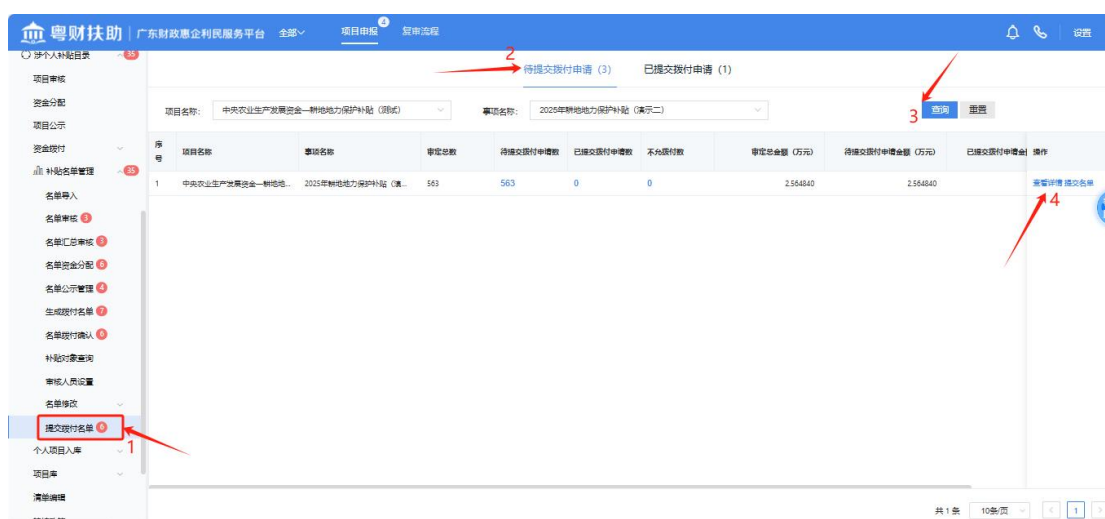 粤财扶助 广东财政惠企利民服务平台 全部 项目申报 4 复审流程 设置
涉个人补贴目录 35
项目审核
资金分配
项目公示
资金拨付
补贴名单管理 35
名单导入
名单审核 3
名单汇总审核 3
名单资金分配 6
名单公示管理 4
生成拨付名单 7
名单拨付确认 6
补贴对象查询
审核人员设置
名单修改
提交拨付名单 6
1
个人项目入库
项目库
清单编辑
2
待提交拨付申请 (3) 已提交拨付申请 (1)
项目名称: 中央农业生产发展资金—耕地地力保护补贴 (测试) 事项名称: 2025年耕地地力保护补贴 (演示二) 3 查询 重置
序号 项目名称 事项名称 审定总数 待提交拨付申请数 已提交拨付申请数 不允拨付数 审定总金额 (万元) 待提交拨付申请金额 (万元) 已提交拨付申请金 操作
1 中央农业生产发展资金—耕地地... 2025年耕地地力保护补贴 (演... 563 563 0 0 2.564840 2.564840 查看详情 提交名单
4
共 1 条 10条/页 < 1 >